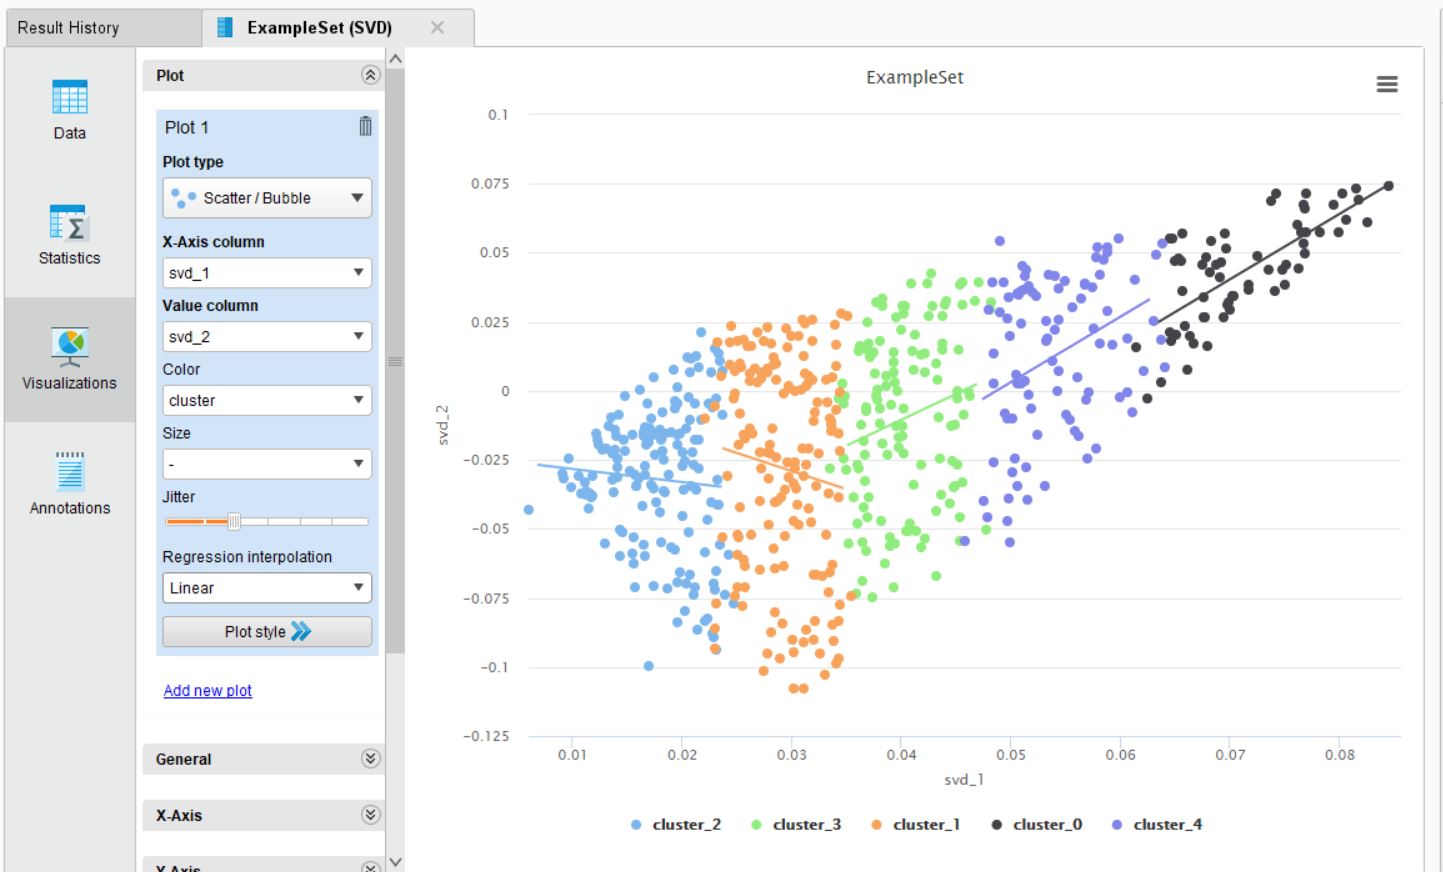 Result History
ExampleSet (SVD)
Data
Statistics
Visualizations
Annotations
Plot
Plot 1
Plot type
Scatter / Bubble
X-Axis column
svd_1
Value column
svd_2
Color
cluster
Size
-
Jitter
Regression interpolation
Linear
Plot style
Add new plot
General
X-Axis
Y-Axis
ExampleSet
0.1
0.075
0.05
0.025
0
−0.025
−0.05
−0.075
−0.1
−0.125
svd_2
0.01 0.02 0.03 0.04 0.05 0.06 0.07 0.08
svd_1
cluster_2 cluster_3 cluster_1 cluster_0 cluster_4